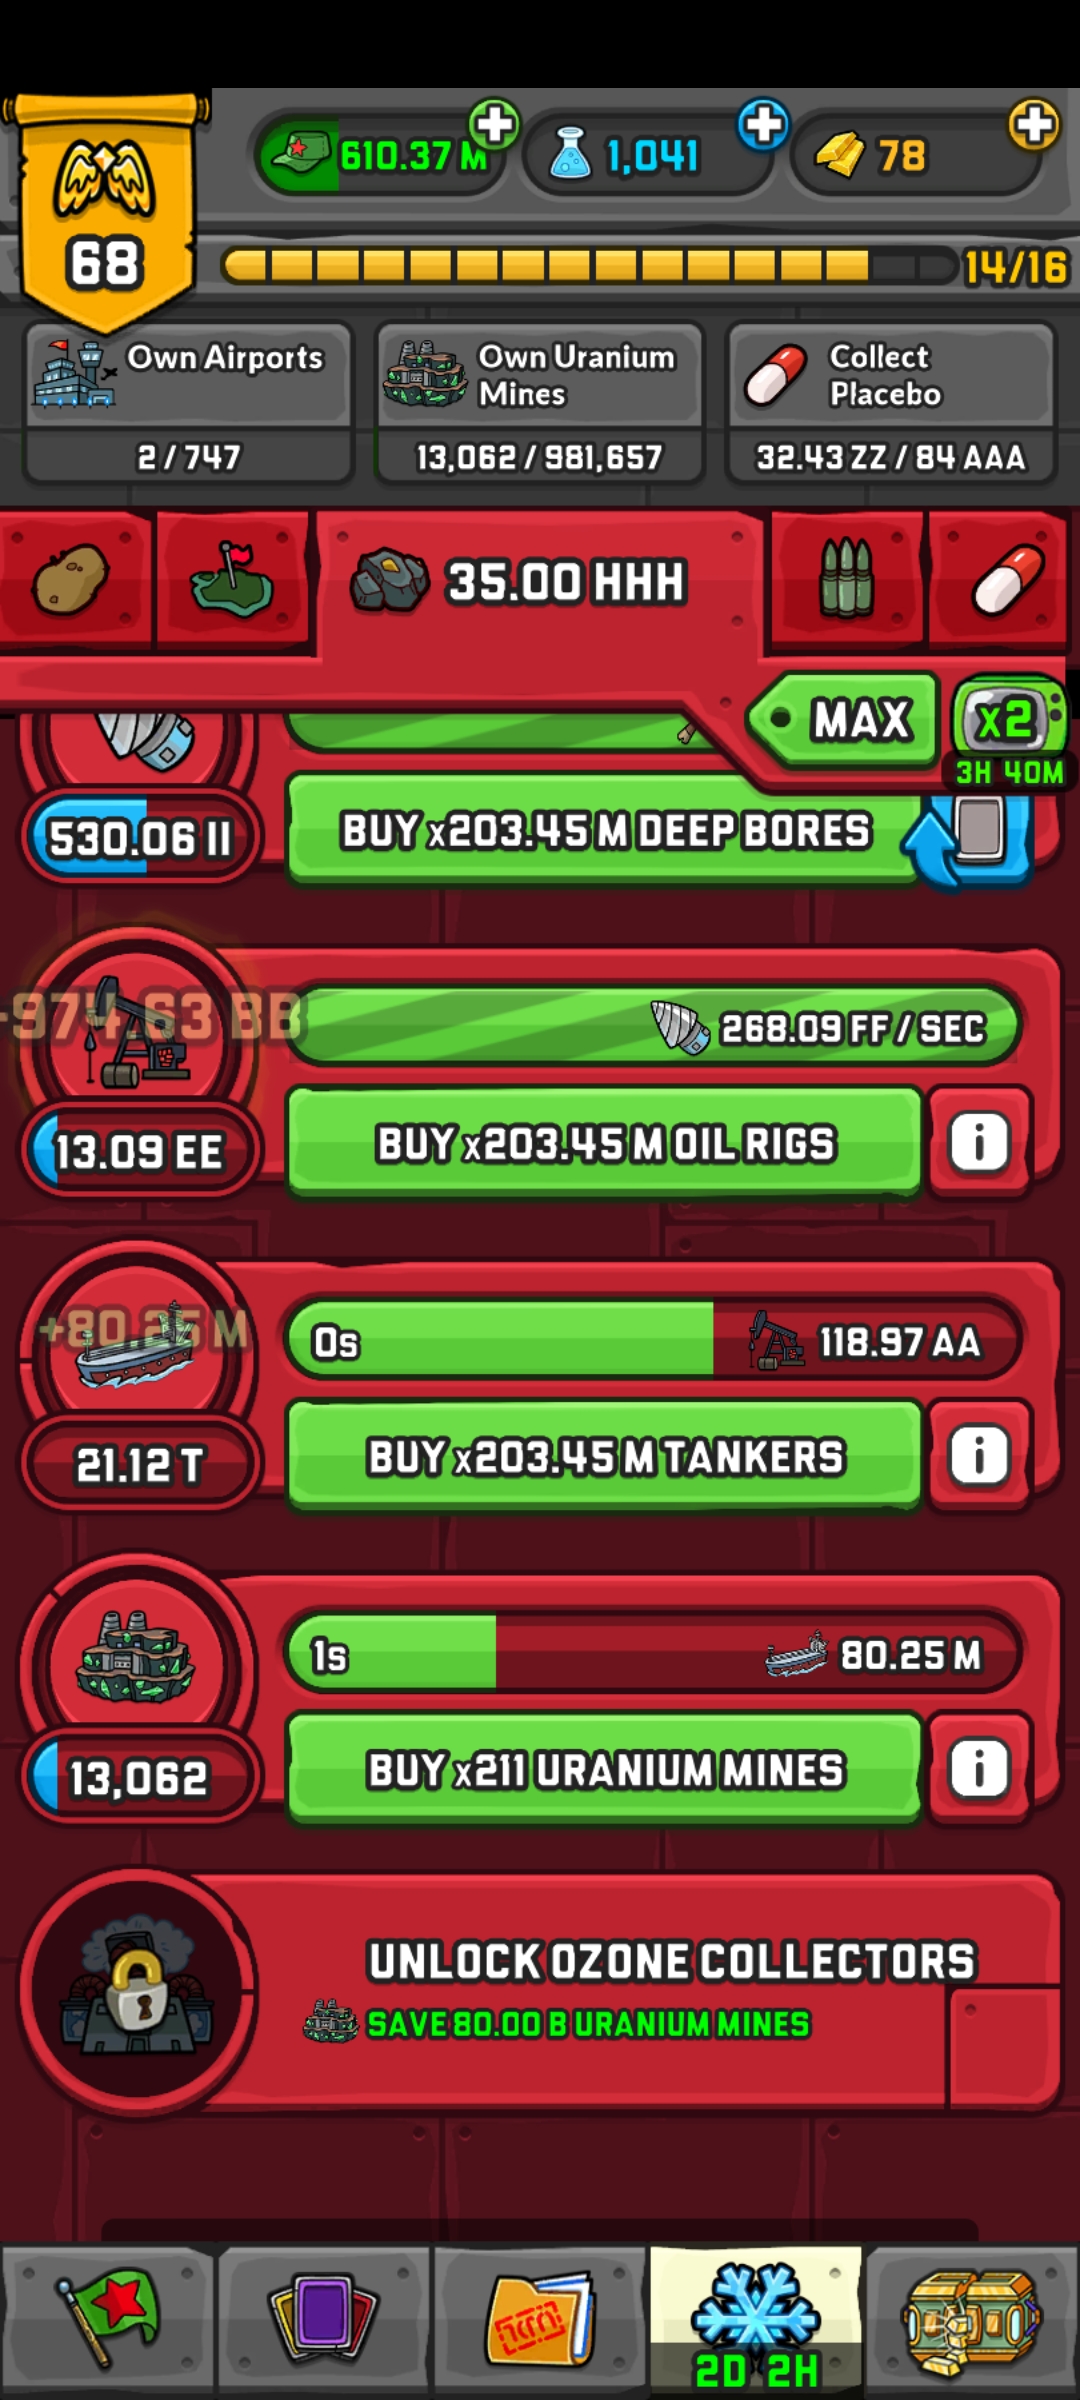 610.37 M
1,041
78
68
14/16
Own Airports
2 / 747
Own Uranium
Mines
13,062 / 981,657
Collect
Placebo
32.43 ZZ / 84 AAA
35.00 HHH
MAX
x2
3H 40M
530.06 II
BUY x203.45 M DEEP BORES
-974.63 BB
268.09 FF / SEC
13.09 EE
BUY x203.45 M OIL RIGS
i
+80.25 M
0s
118.97 AA
21.12 T
BUY x203.45 M TANKERS
i
1s
80.25 M
13,062
BUY x211 URANIUM MINES
i
UNLOCK OZONE COLLECTORS
SAVE 80.00 B URANIUM MINES
2D 2H